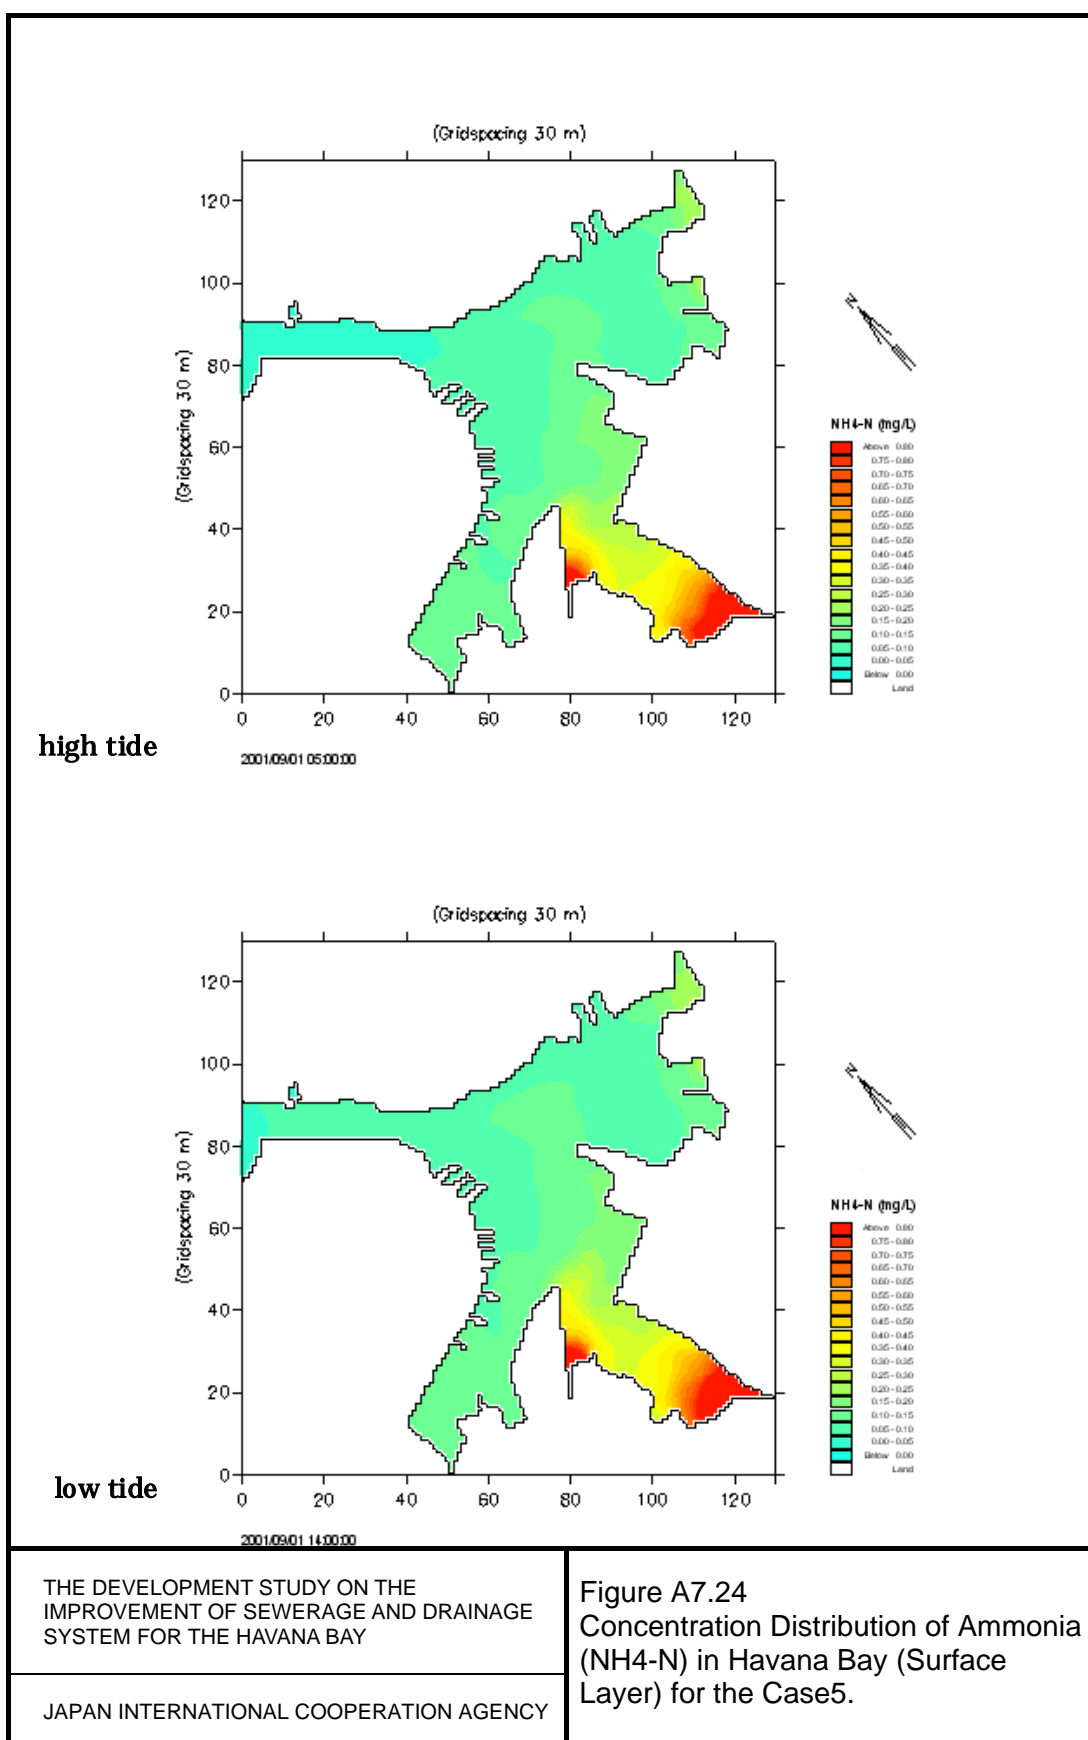 (Gridspacing 30 m)
120
100
80
60
40
20
0
(Gridspacing 30 m)
0 20 40 60 80 100 120
N
NH4-N (mg/L)
Above 0.80
0.75 - 0.80
0.70 - 0.75
0.65 - 0.70
0.60 - 0.65
0.55 - 0.60
0.50 - 0.55
0.45 - 0.50
0.40 - 0.45
0.35 - 0.40
0.30 - 0.35
0.25 - 0.30
0.20 - 0.25
0.15 - 0.20
0.10 - 0.15
0.05 - 0.10
0.00 - 0.05
Below 0.00
Land
high tide
2001/09/01 05:00:00
(Gridspacing 30 m)
120
100
80
60
40
20
0
(Gridspacing 30 m)
0 20 40 60 80 100 120
N
NH4-N (mg/L)
Above 0.80
0.75 - 0.80
0.70 - 0.75
0.65 - 0.70
0.60 - 0.65
0.55 - 0.60
0.50 - 0.55
0.45 - 0.50
0.40 - 0.45
0.35 - 0.40
0.30 - 0.35
0.25 - 0.30
0.20 - 0.25
0.15 - 0.20
0.10 - 0.15
0.05 - 0.10
0.00 - 0.05
Below 0.00
Land
low tide
2001/09/01 14:00:00
THE DEVELOPMENT STUDY ON THE
IMPROVEMENT OF SEWERAGE AND DRAINAGE
SYSTEM FOR THE HAVANA BAY
JAPAN INTERNATIONAL COOPERATION AGENCY
Figure A7.24
Concentration Distribution of Ammonia
(NH4-N) in Havana Bay (Surface
Layer) for the Case5.